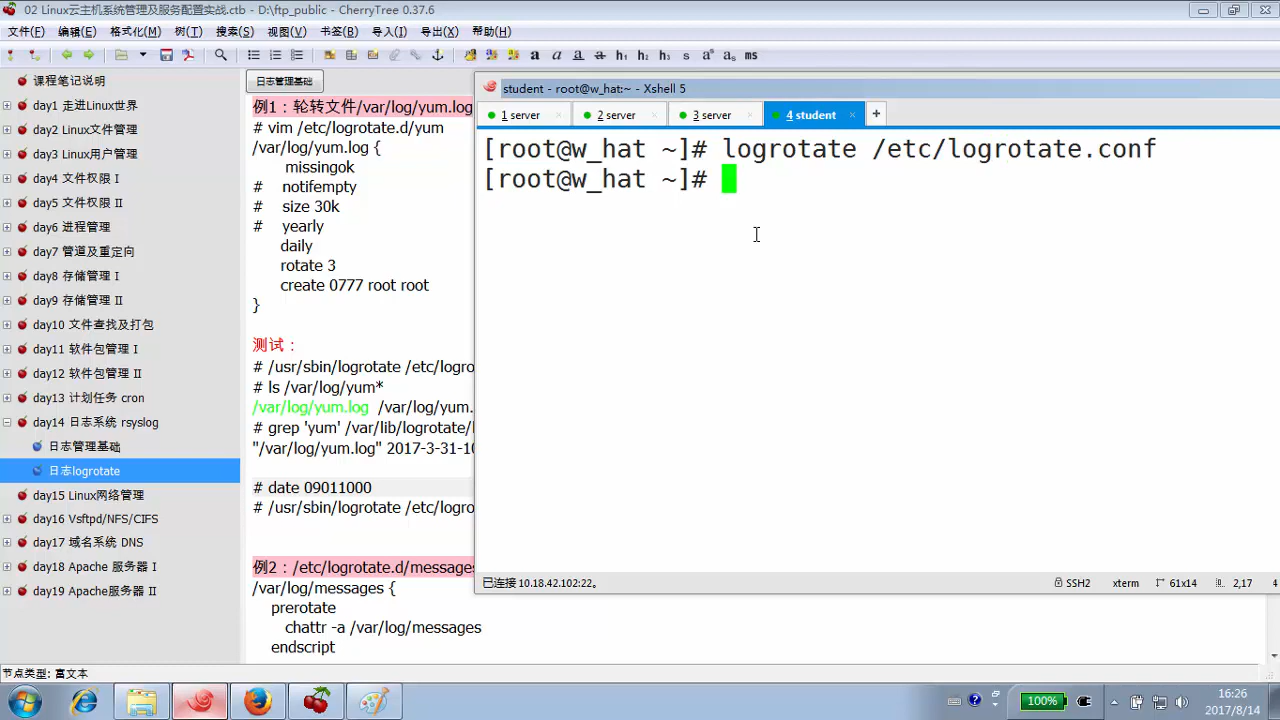 02 Linux云主机系统管理及服务配置实战.ctb - D:\ftp_public - CherryTree 0.37.6
文件(F) 编辑(E) 格式化(M) 树(T) 搜索(S) 视图(V) 书签(B) 导入(I) 导出(X) 帮助(H)
a a a a a h₁ h₂ h₃ s aˢ aₛ ms
课程笔记说明
day1 走进Linux世界
day2 Linux文件管理
day3 Linux用户管理
day4 文件权限 I
day5 文件权限 II
day6 进程管理
day7 管道及重定向
day8 存储管理 I
day9 存储管理 II
day10 文件查找及打包
day11 软件包管理 I
day12 软件包管理 II
day13 计划任务 cron
day14 日志系统 rsyslog
日志管理基础
日志logrotate
day15 Linux网络管理
day16 Vsftpd/NFS/CIFS
day17 域名系统 DNS
day18 Apache 服务器 I
day19 Apache服务器 II
日志管理基础
例1：轮转文件/var/log/yum.log
# vim /etc/logrotate.d/yum
/var/log/yum.log {
missingok
# notifempty
# size 30k
# yearly
daily
rotate 3
create 0777 root root
}
测试：
# /usr/sbin/logrotate /etc/logro
# ls /var/log/yum*
/var/log/yum.log /var/log/yum.
# grep 'yum' /var/lib/logrotate/
"/var/log/yum.log" 2017-3-31-10
# date 09011000
# /usr/sbin/logrotate /etc/logro
例2：/etc/logrotate.d/messages
/var/log/messages {
prerotate
chattr -a /var/log/messages
endscript
student - root@w_hat:~ - Xshell 5
1 server × 2 server × 3 server × 4 student × +
[root@w_hat ~]# logrotate /etc/logrotate.conf
[root@w_hat ~]#
已连接 10.18.42.102:22。 SSH2 xterm 61x14 2,17 4
节点类型: 富文本
100%
16:26
2017/8/14